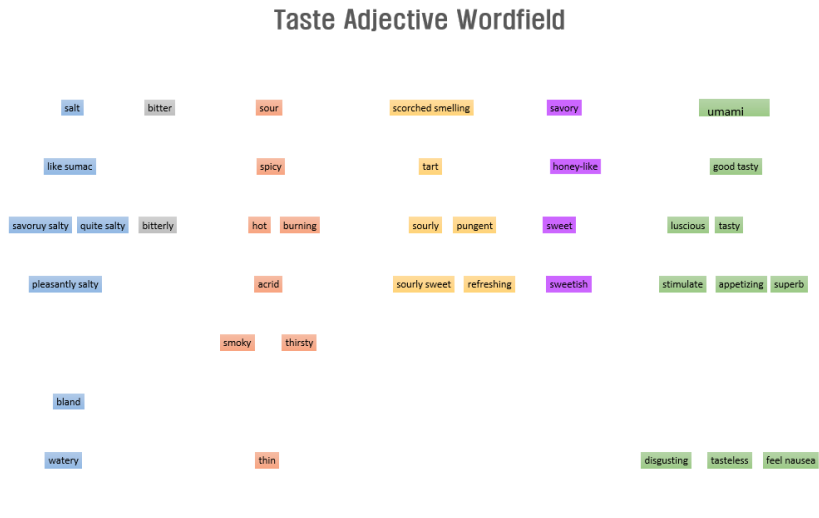 Taste Adjective Wordfield
salt bitter sour scorched smelling savory umami
like sumac spicy tart honey-like good tasty
savoruy salty quite salty bitterly hot burning sourly pungent sweet luscious tasty
pleasantly salty acrid sourly sweet refreshing sweetish stimulate appetizing superb
smoky thirsty
bland
watery thin disgusting tasteless feel nausea